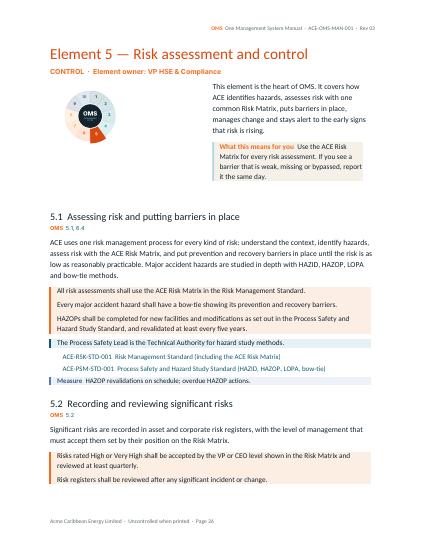 OMS One Management System Manual · ACE-OMS-MAN-001 · Rev 03
Element 5 — Risk assessment and control
CONTROL · Element owner: VP HSE & Compliance
OMS
This element is the heart of OMS. It covers how
ACE identifies hazards, assesses risk with one
common Risk Matrix, puts barriers in place,
manages change and stays alert to the early signs
that risk is rising.
What this means for you Use the ACE Risk
Matrix for every risk assessment. If you see a
barrier that is weak, missing or bypassed, report
it the same day.
5.1 Assessing risk and putting barriers in place
OMS 5.1, 6.4
ACE uses one risk management process for every kind of risk: understand the context, identify hazards,
assess risk with the ACE Risk Matrix, and put prevention and recovery barriers in place until the risk is as
low as reasonably practicable. Major accident hazards are studied in depth with HAZID, HAZOP, LOPA
and bow-tie methods.
All risk assessments shall use the ACE Risk Matrix in the Risk Management Standard.
Every major accident hazard shall have a bow-tie showing its prevention and recovery barriers.
HAZOPs shall be completed for new facilities and modifications as set out in the Process Safety and
Hazard Study Standard, and revalidated at least every five years.
The Process Safety Lead is the Technical Authority for hazard study methods.
ACE-RSK-STD-001 Risk Management Standard (including the ACE Risk Matrix)
ACE-PSM-STD-001 Process Safety and Hazard Study Standard (HAZID, HAZOP, LOPA, bow-tie)
Measure HAZOP revalidations on schedule; overdue HAZOP actions.
5.2 Recording and reviewing significant risks
OMS 5.2
Significant risks are recorded in asset and corporate risk registers, with the level of management that
must accept them set by their position on the Risk Matrix.
Risks rated High or Very High shall be accepted by the VP or CEO level shown in the Risk Matrix and
reviewed at least quarterly.
Risk registers shall be reviewed after any significant incident or change.
Acme Caribbean Energy Limited · Uncontrolled when printed · Page 26